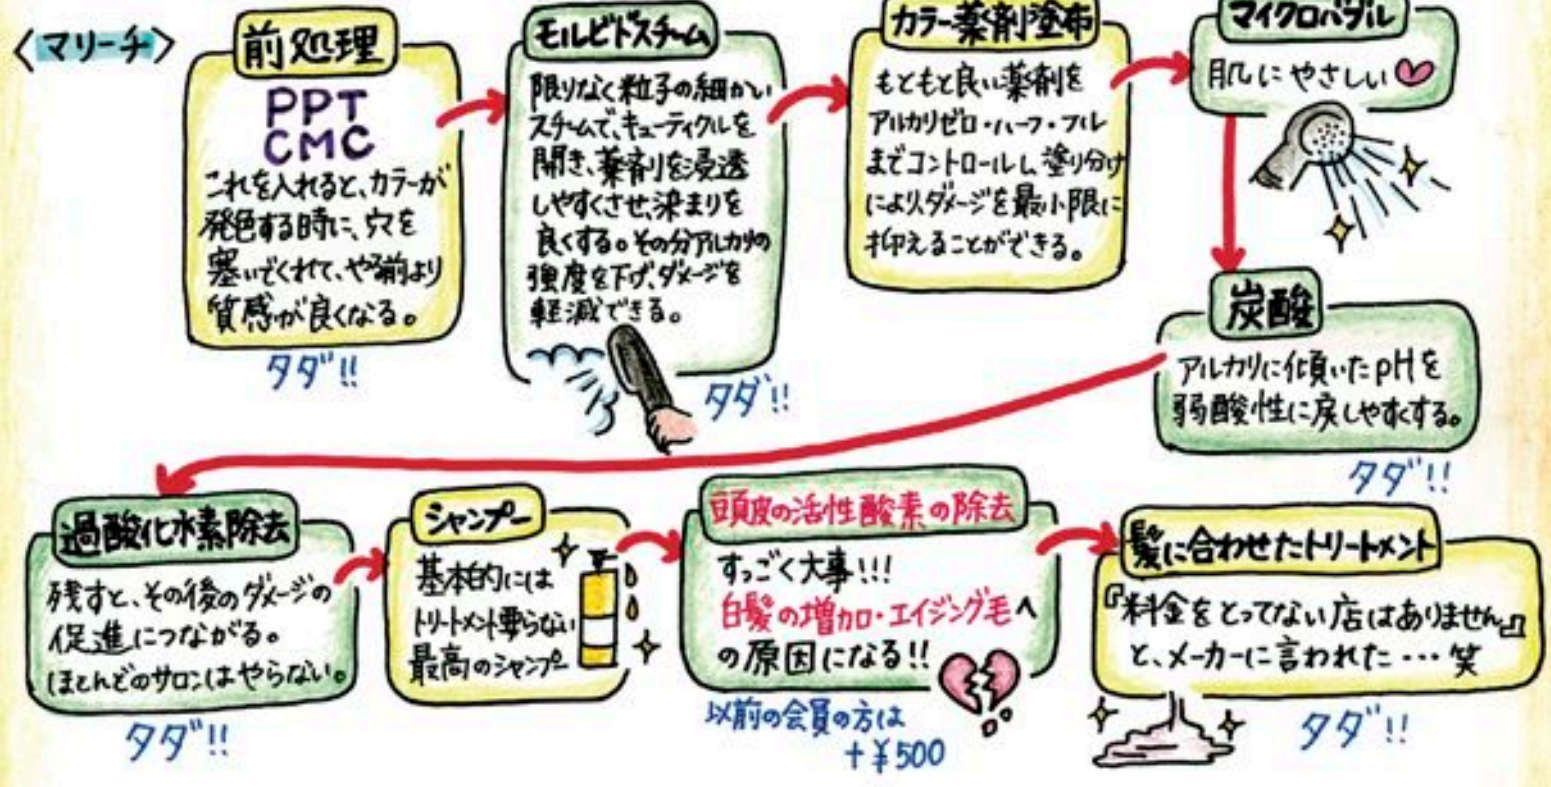 〈マリーチ〉
前処理
PPT
CMC
これを入れると、カラーが
発色する時に、穴を
塞いでくれて、やる前より
質感が良くなる。
タダ!!
モルビドスチーム
限りなく粒子の細かい
スチームで、キューティクルを
開き、薬剤を浸透
しやすくさせ、染まりを
良くする。その分アルカリの
強度を下げ、ダメージを
軽減できる。
タダ!!
カラー薬剤塗布
もともと良い薬剤を
アルカリゼロ・ハーフ・フル
までコントロールし、塗り分け
により、ダメージを最小限に
抑えることができる。
マイクロバブル
肌にやさしい
炭酸
アルカリに傾いたpHを
弱酸性に戻しやすくする。
タダ!!
過酸化水素除去
残すと、その後のダメージの
促進につながる。
ほとんどのサロンはやらない。
タダ!!
シャンプー
基本的には
トリートメント要らない
最高のシャンプー
頭皮の活性酸素の除去
すっごく大事!!!
白髪の増加・エイジング毛へ
の原因になる!!
以前の会員の方は
+¥500
髪に合わせたトリートメント
『料金をとってない店はありません。』
と、メーカーに言われた…笑
タダ!!